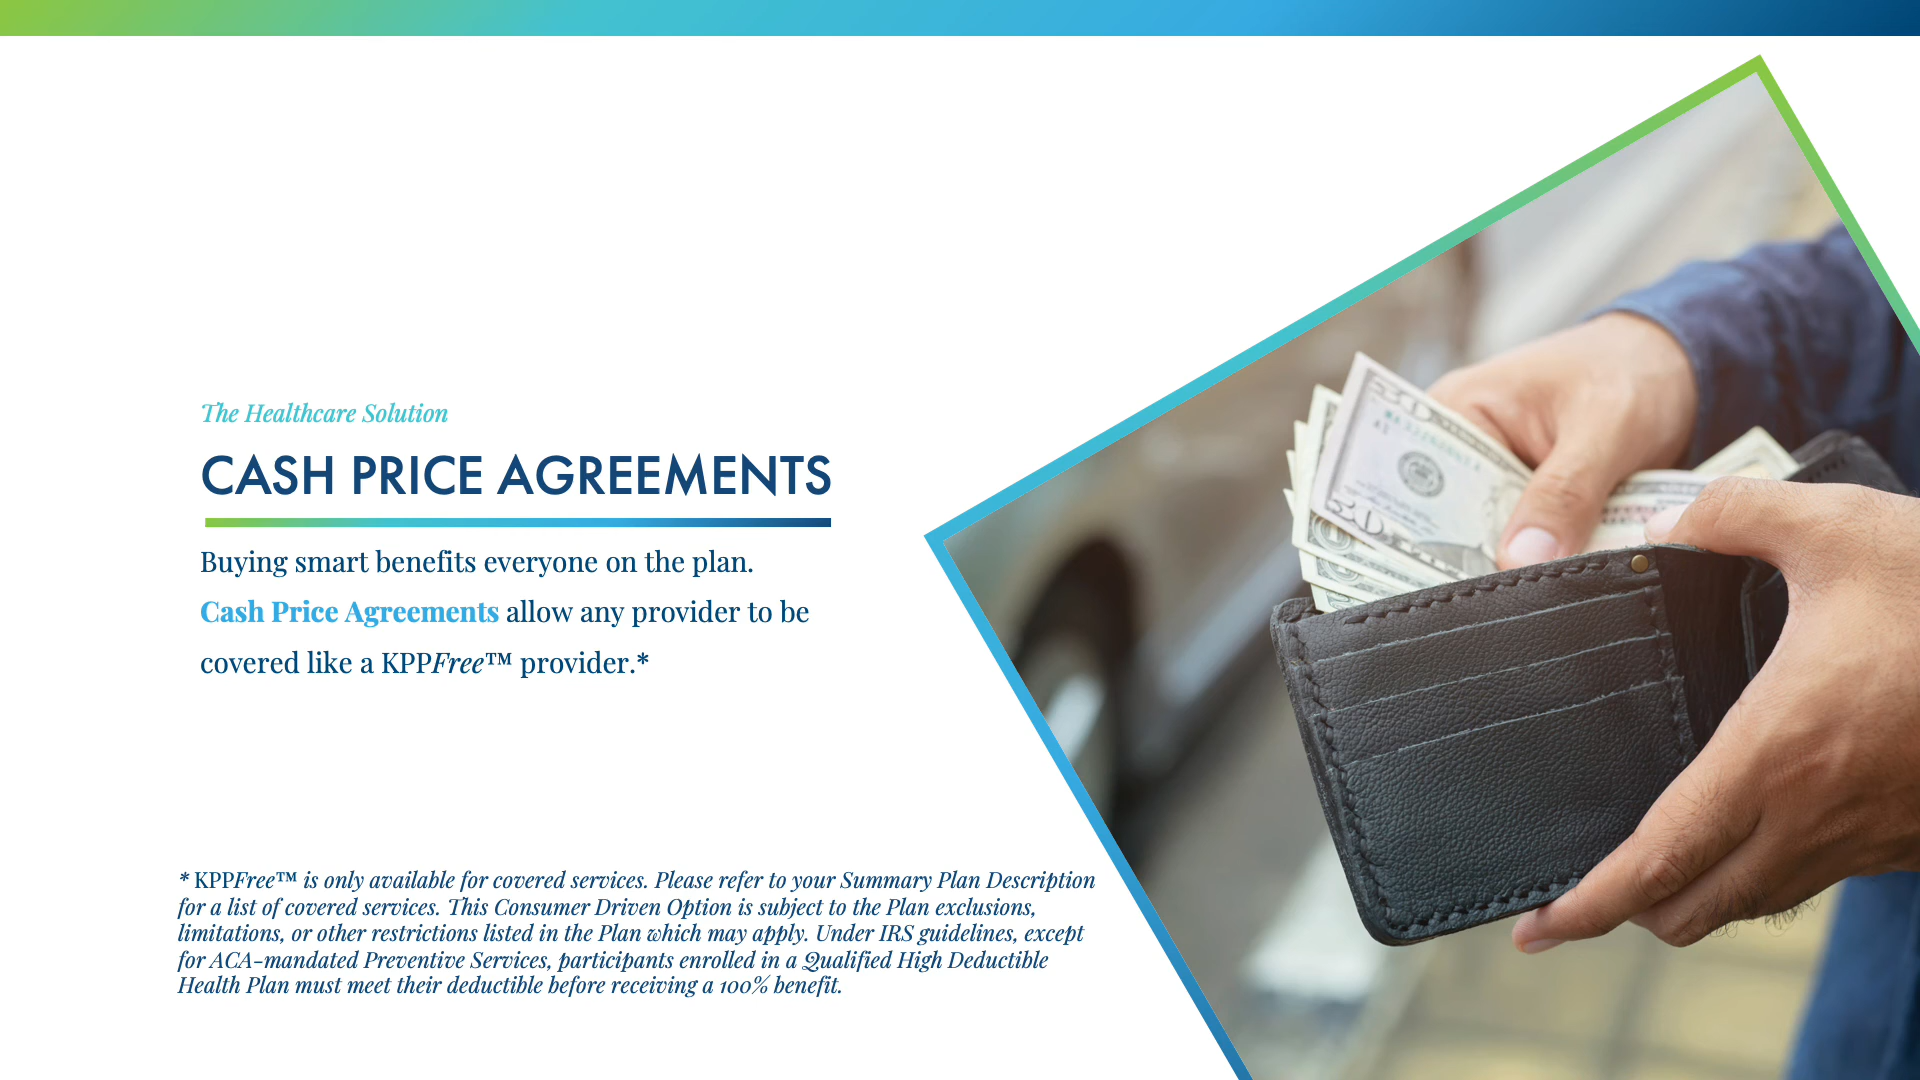 The Healthcare Solution
CASH PRICE AGREEMENTS
Buying smart benefits everyone on the plan.
Cash Price Agreements allow any provider to be
covered like a KPPFree™ provider.*
* KPPFree™ is only available for covered services. Please refer to your Summary Plan Description
for a list of covered services. This Consumer Driven Option is subject to the Plan exclusions,
limitations, or other restrictions listed in the Plan which may apply. Under IRS guidelines, except
for ACA-mandated Preventive Services, participants enrolled in a Qualified High Deductible
Health Plan must meet their deductible before receiving a 100% benefit.